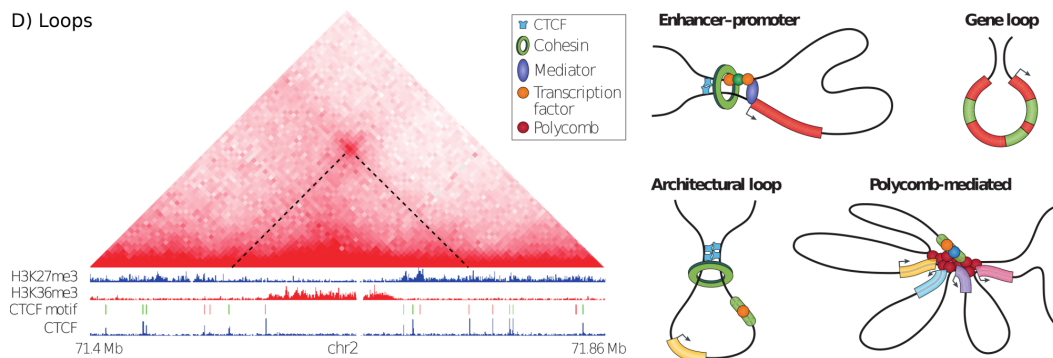 D) Loops
CTCF
Cohesin
Mediator
Transcription
factor
Polycomb
Enhancer–promoter
Gene loop
Architectural loop
Polycomb-mediated
H3K27me3
H3K36me3
CTCF motif
CTCF
71.4 Mb
chr2
71.86 Mb